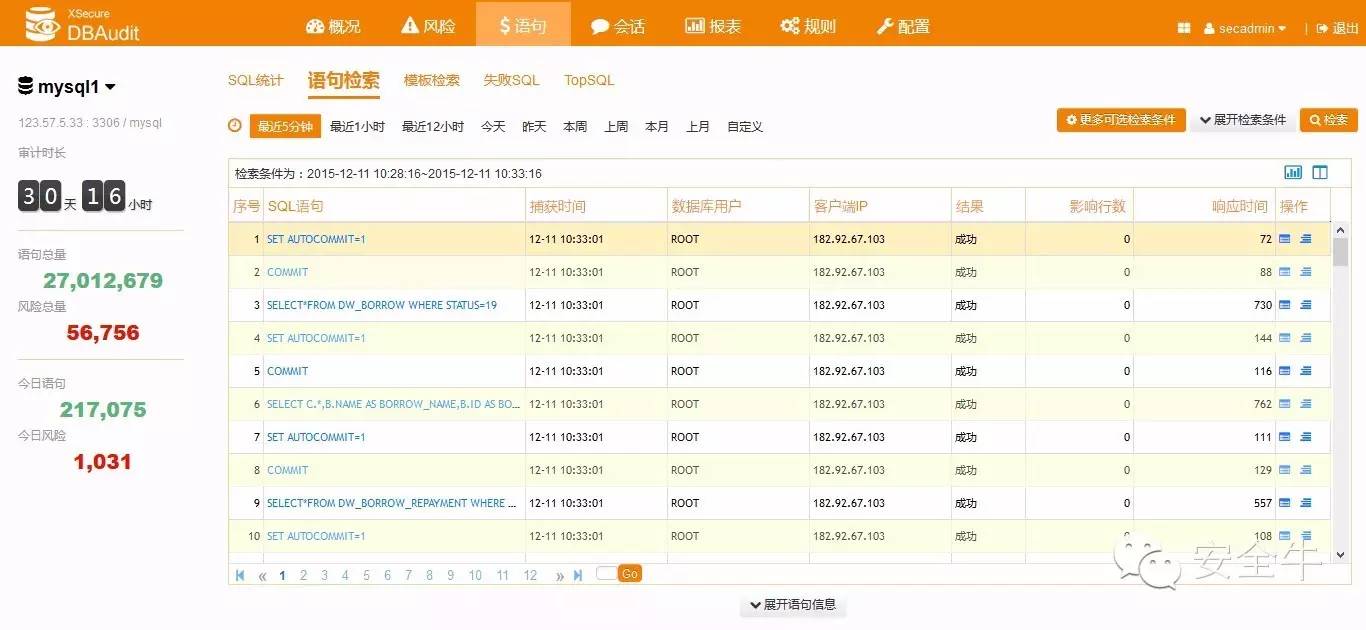 XSecure
DBAudit
概况 风险 $语句 会话 报表 规则 配置 secadmin | 退出
mysql1
123.57.5.33 : 3306 / mysql
审计时长
30 天 16 小时
语句总量
27,012,679
风险总量
56,756
今日语句
217,075
今日风险
1,031
SQL统计 语句检索 模板检索 失败SQL TopSQL
最近5分钟 最近1小时 最近12小时 今天 昨天 本周 上周 本月 上月 自定义 更多可选检索条件 展开检索条件 检索
检索条件为：2015-12-11 10:28:16~2015-12-11 10:33:16
序号 SQL语句 捕获时间 数据库用户 客户端IP 结果 影响行数 响应时间 操作
1 SET AUTOCOMMIT=1 12-11 10:33:01 ROOT 182.92.67.103 成功 0 72
2 COMMIT 12-11 10:33:01 ROOT 182.92.67.103 成功 0 88
3 SELECT*FROM DW_BORROW WHERE STATUS=19 12-11 10:33:01 ROOT 182.92.67.103 成功 0 730
4 SET AUTOCOMMIT=1 12-11 10:33:01 ROOT 182.92.67.103 成功 0 144
5 COMMIT 12-11 10:33:01 ROOT 182.92.67.103 成功 0 116
6 SELECT C.*,B.NAME AS BORROW_NAME,B.ID AS BO... 12-11 10:33:01 ROOT 182.92.67.103 成功 0 762
7 SET AUTOCOMMIT=1 12-11 10:33:01 ROOT 182.92.67.103 成功 0 111
8 COMMIT 12-11 10:33:01 ROOT 182.92.67.103 成功 0 129
9 SELECT*FROM DW_BORROW_REPAYMENT WHERE ... 12-11 10:33:01 ROOT 182.92.67.103 成功 0 557
10 SET AUTOCOMMIT=1 12-11 10:33:01 ROOT 182.92.67.103 成功 0 108
« 1 2 3 4 5 6 7 8 9 10 11 12 » Go
安全牛
展开语句信息